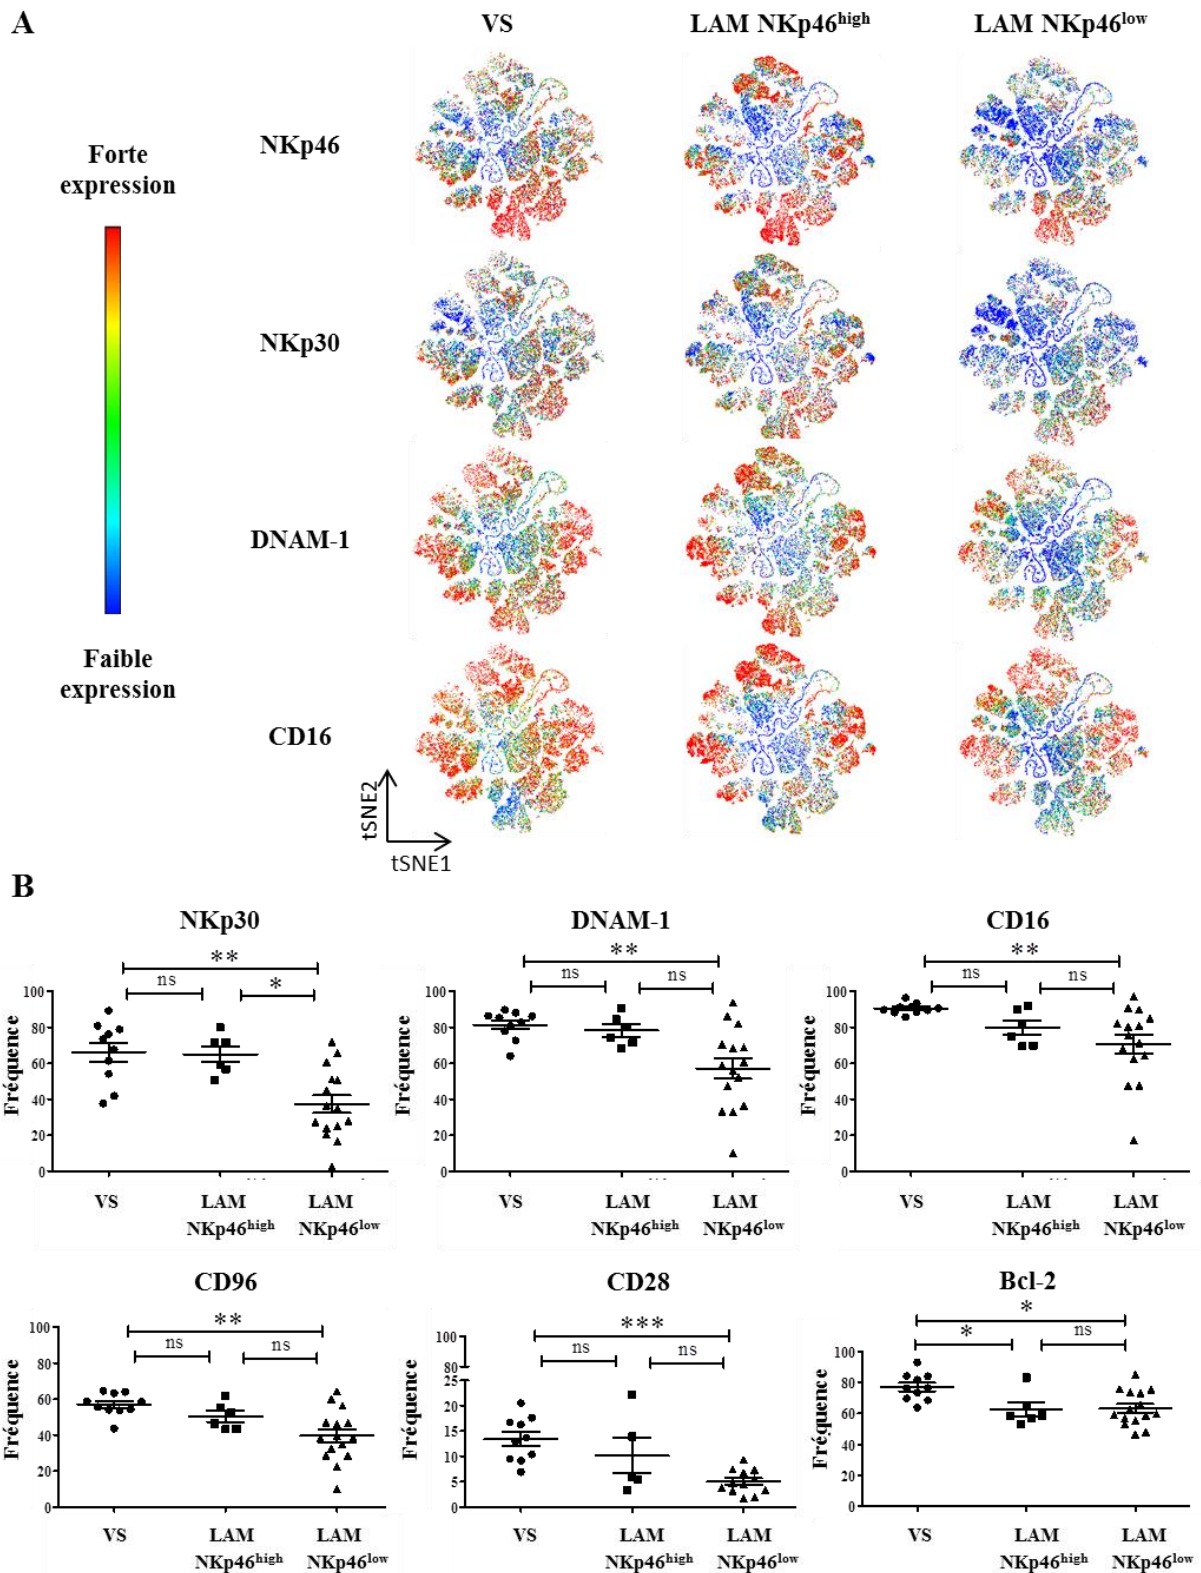 A
VS
LAM NKp46high
LAM NKp46low
Forte
expression
Faible
expression
NKp46
NKp30
DNAM-1
CD16
tSNE2
tSNE1
B
NKp30
**
ns
*
Fréquence
100
80
60
40
20
0
VS
LAM
NKp46high
LAM
NKp46low
DNAM-1
**
ns
ns
Fréquence
100
80
60
40
20
0
VS
LAM
NKp46high
LAM
NKp46low
CD16
**
ns
ns
Fréquence
100
80
60
40
20
0
VS
LAM
NKp46high
LAM
NKp46low
CD96
**
ns
ns
Fréquence
100
80
60
40
20
0
VS
LAM
NKp46high
LAM
NKp46low
CD28
***
ns
ns
Fréquence
100
80
25
20
15
10
5
0
VS
LAM
NKp46high
LAM
NKp46low
Bcl-2
*
*
ns
Fréquence
100
80
60
40
20
0
VS
LAM
NKp46high
LAM
NKp46low